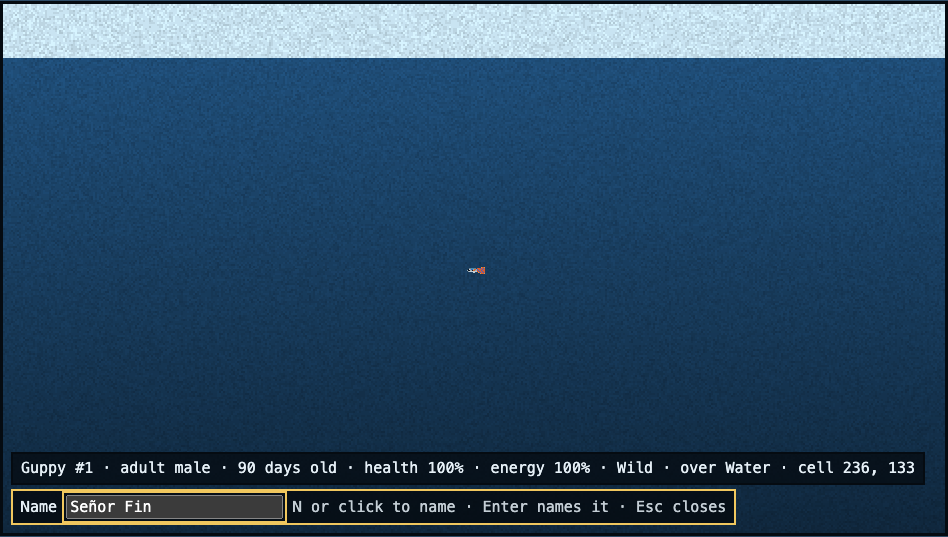 Guppy #1 · adult male · 90 days old · health 100% · energy 100% · Wild · over Water · cell 236, 133
Name Señor Fin N or click to name · Enter names it · Esc closes